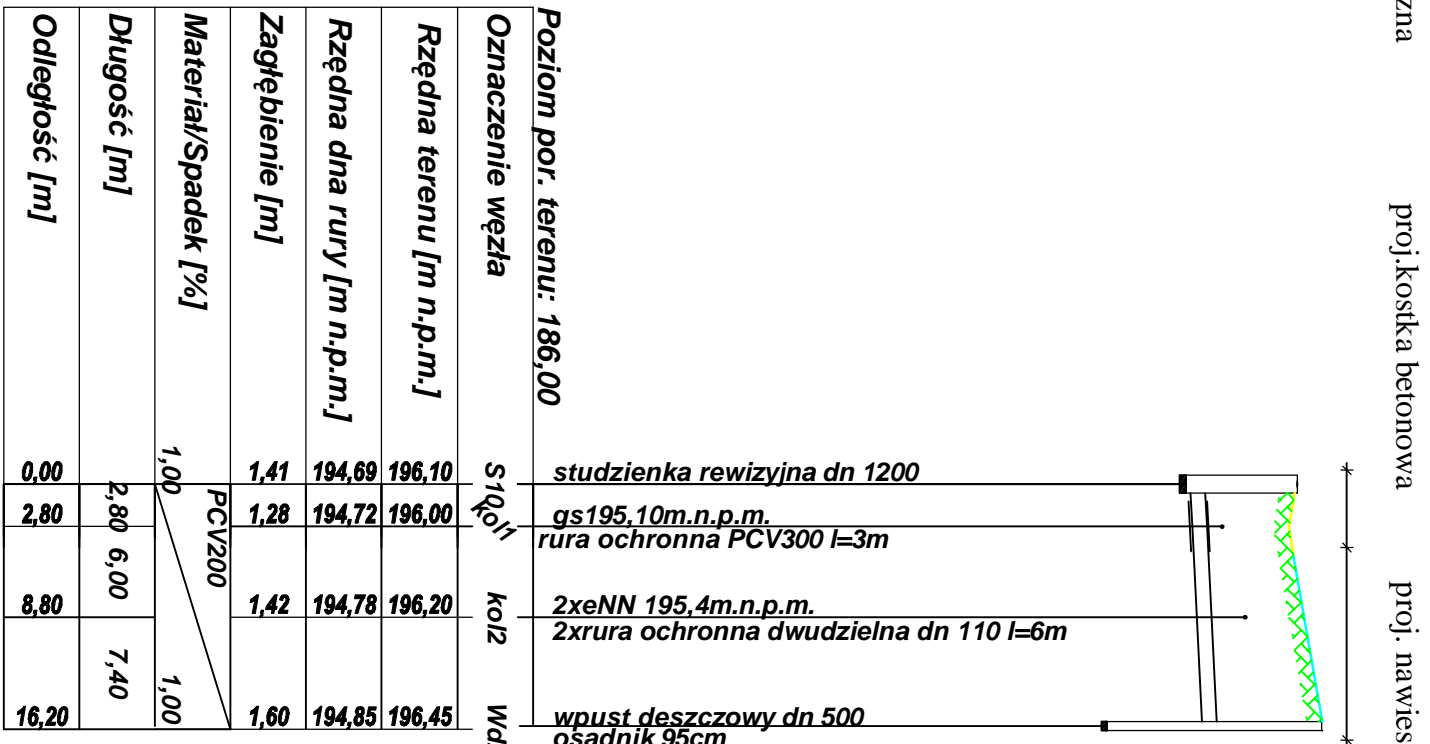 zna
proj.kostka betonowa
proj. nawies
Poziom por. terenu: 186,00
studzienka rewizyjna dn 1200
gs195,10m.n.p.m.
rura ochronna PCV300 l=3m
2xeNN 195,4m.n.p.m.
2xrura ochronna dwudzielna dn 110 l=6m
wpust deszczowy dn 500
osadnik 95cm
Oznaczenie węzła
S10
kol1
kol2
Wd
Rzędna terenu [m n.p.m.]
196,10
196,00
196,20
196,45
Rzędna dna rury [m n.p.m.]
194,69
194,72
194,78
194,85
Zagłębienie [m]
1,41
1,28
1,42
1,60
Materiał/Spadek [%]
1,00
PCV200
1,00
Długość [m]
2,80
6,00
7,40
Odległość [m]
0,00
2,80
8,80
16,20